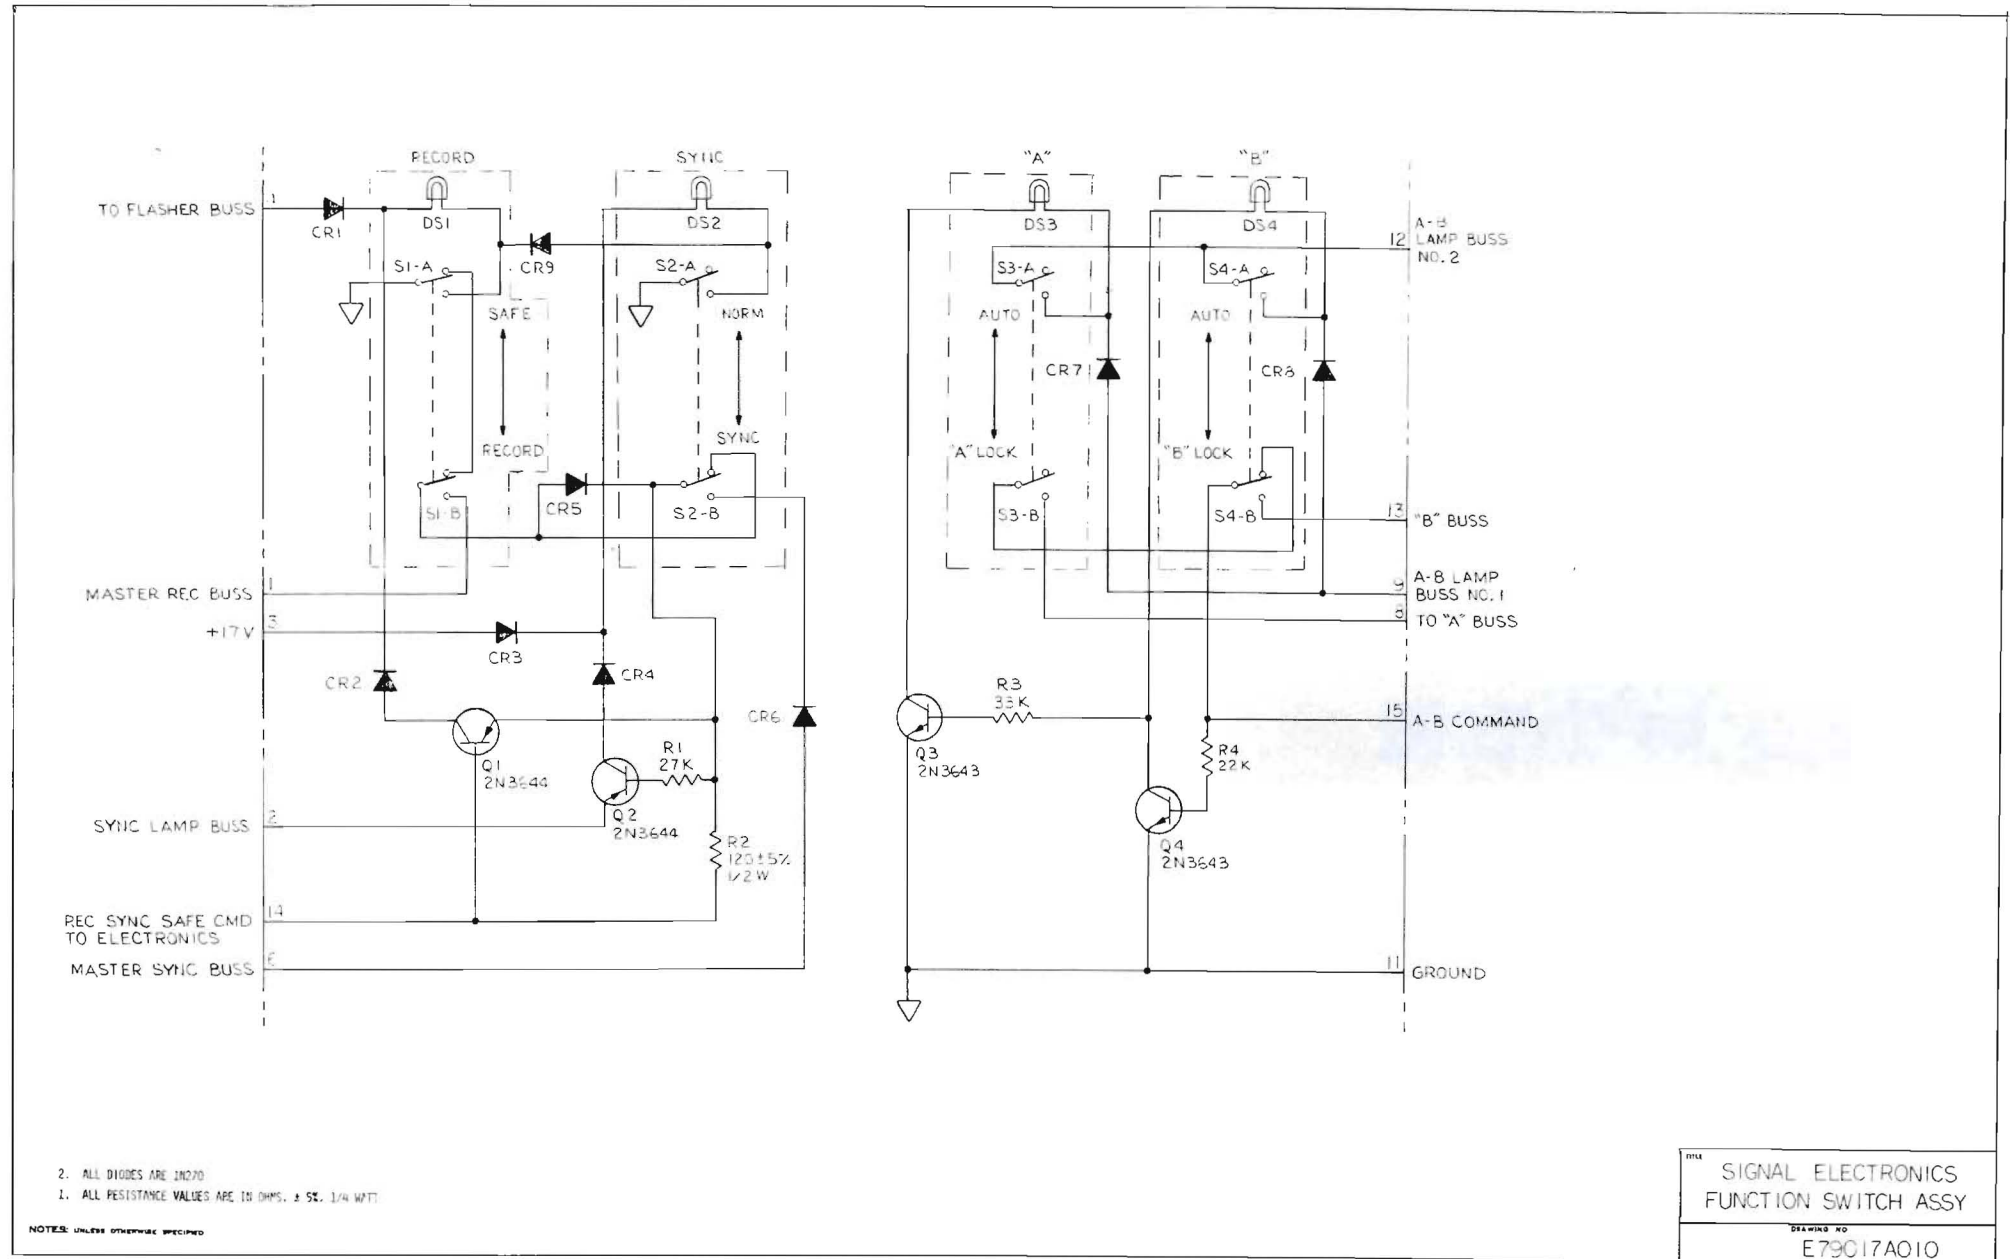 RECORD
SYNC
"A"
"B"
TO FLASHER BUSS
CR1
DS1
DS2
DS3
DS4
A-B
LAMP BUSS
NO. 2
12
CR9
S1-A
S2-A
S3-A
S4-A
SAFE
NORM
AUTO
AUTO
CR7
CR8
RECORD
SYNC
"A" LOCK
"B" LOCK
CR5
S1-B
S2-B
S3-B
S4-B
13
"B" BUSS
MASTER REC BUSS
1
9
A-B LAMP
BUSS NO. 1
+17V
3
8
TO "A" BUSS
CR3
CR2
CR4
CR6
R3
33K
15
A-B COMMAND
Q1
2N3644
R1
27K
Q3
2N3643
R4
22K
SYNC LAMP BUSS
2
Q2
2N3644
R2
120±5%
1/2W
Q4
2N3643
REC SYNC SAFE CMD
TO ELECTRONICS
14
MASTER SYNC BUSS
6
11
GROUND
2. ALL DIODES ARE 1N270
1. ALL RESISTANCE VALUES ARE IN OHMS, ± 5%, 1/4 WATT
NOTES: UNLESS OTHERWISE SPECIFIED
TITLE
SIGNAL ELECTRONICS
FUNCTION SWITCH ASSY
DRAWING NO
E79017A010